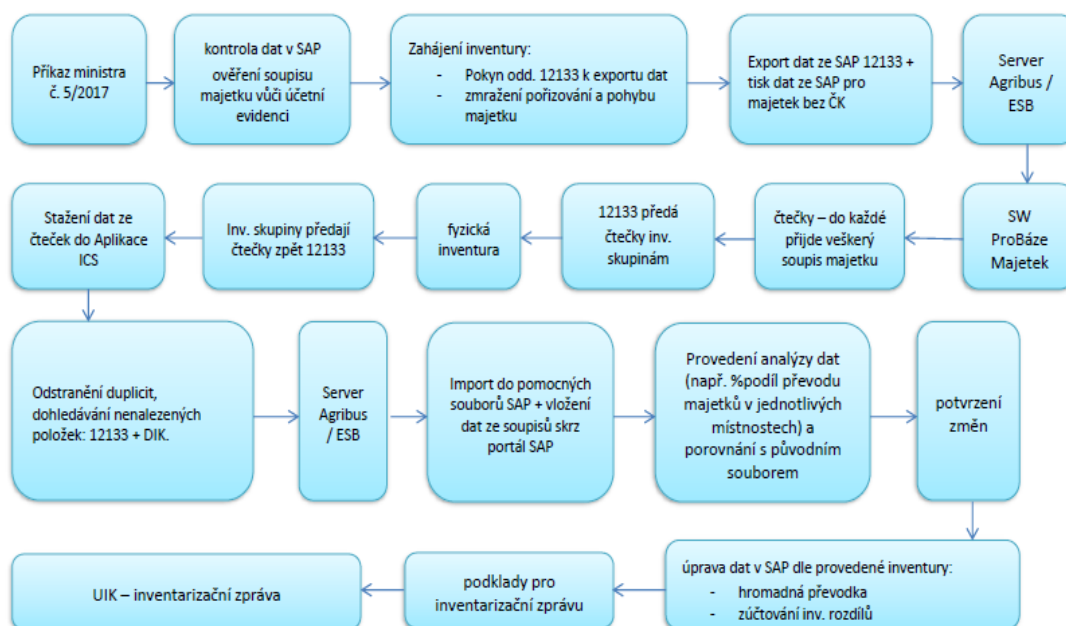 Příkaz ministra
č. 5/2017
kontrola dat v SAP
ověření soupisu
majetku vůči účetní
evidenci
Zahájení inventury:
- Pokyn odd. 12133 k exportu dat
- zmražení pořizování a pohybu
majetku
Export dat ze SAP 12133 +
tisk dat ze SAP pro
majetek bez ČK
Server
Agribus /
ESB
SW
ProBáze
Majetek
čtečky – do každé
přijde veškerý
soupis majetku
12133 předá
čtečky inv.
skupinám
fyzická
inventura
Inv. skupiny předají
čtečky zpět 12133
Stažení dat ze
čteček do Aplikace
ICS
Odstranění duplicit,
dohledávání nenalezených
položek: 12133 + DIK.
Server
Agribus
/ ESB
Import do pomocných
souborů SAP + vložení
dat ze soupisů skrz
portál SAP
Provedení analýzy dat
(např. %podíl převodu
majetků v jednotlivých
místnostech) a
porovnání s původním
souborem
potvrzení
změn
úprava dat v SAP dle provedené inventury:
- hromadná převodka
- zúčtování inv. rozdílů
podklady pro
inventarizační zprávu
UIK – inventarizační zpráva